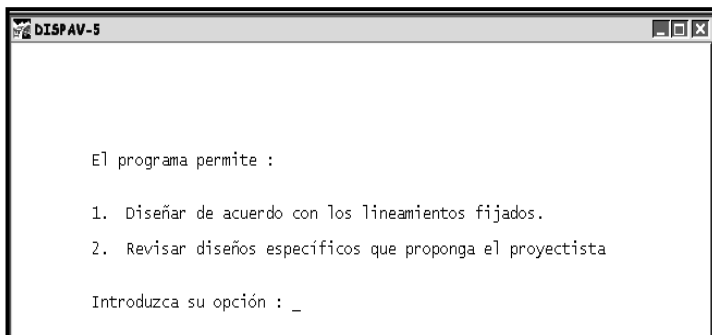 DISPAV-5
El programa permite :
1. Diseñar de acuerdo con los lineamientos fijados.
2. Revisar diseños específicos que proponga el proyectista
Introduzca su opción : _